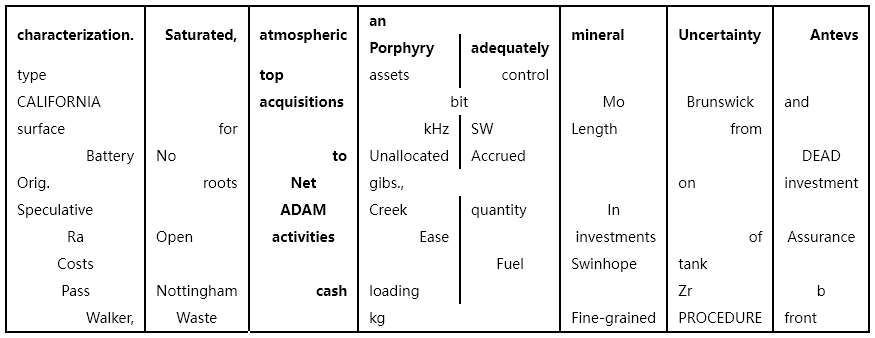 characterization. Saturated, atmospheric an mineral Uncertainty Antevs
Porphyry adequately
type top assets control
CALIFORNIA acquisitions bit Mo Brunswick and
surface for kHz SW Length from
Battery No to Unallocated Accrued DEAD
Orig. roots Net gibs., on investment
Speculative ADAM Creek quantity In
Ra Open activities Ease investments of Assurance
Costs Fuel Swinhope tank
Pass Nottingham cash loading Zr b
Walker, Waste kg Fine-grained PROCEDURE front